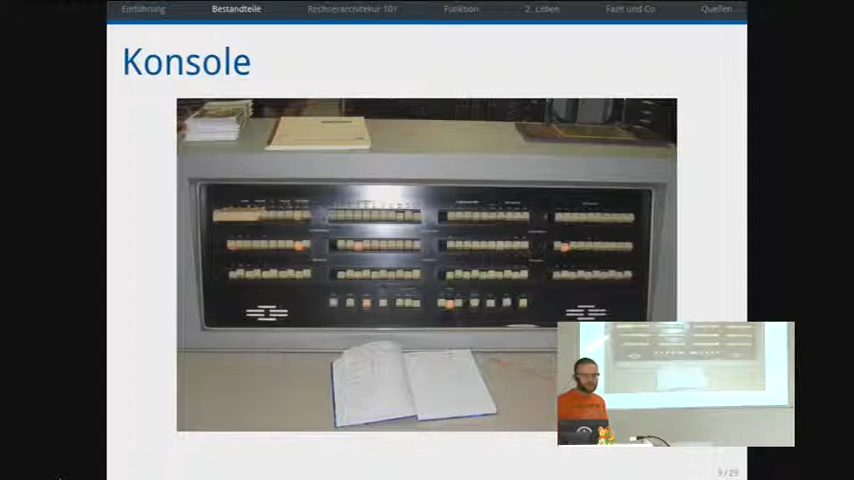 Einführung Bestandteile Rechnerarchitektur 101 Funktion 2. Leben Fazit und Co. Quellen
Konsole
9 / 29